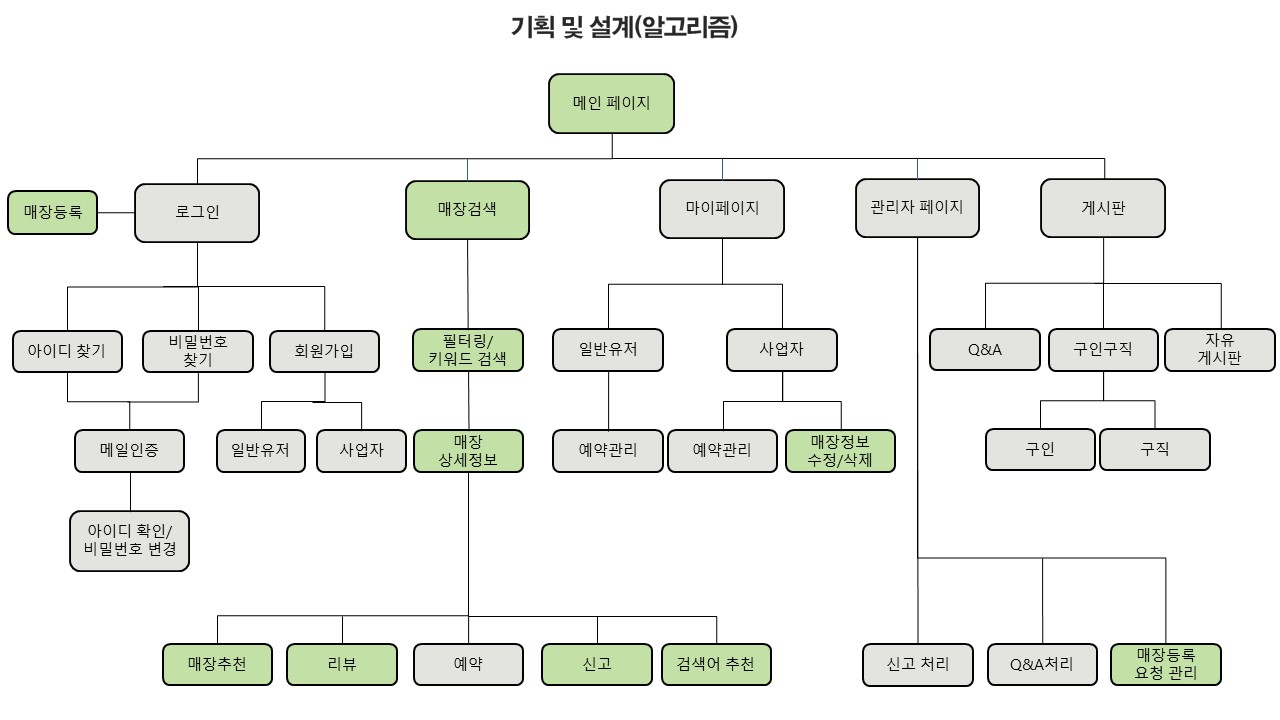 기획 및 설계(알고리즘)
메인 페이지
매장등록
로그인
매장검색
마이페이지
관리자 페이지
게시판
아이디 찾기
비밀번호
찾기
회원가입
필터링/
키워드 검색
일반유저
사업자
Q&A
구인구직
자유
게시판
메일인증
일반유저
사업자
매장
상세정보
예약관리
예약관리
매장정보
수정/삭제
구인
구직
아이디 확인/
비밀번호 변경
매장추천
리뷰
예약
신고
검색어 추천
신고 처리
Q&A처리
매장등록
요청 관리